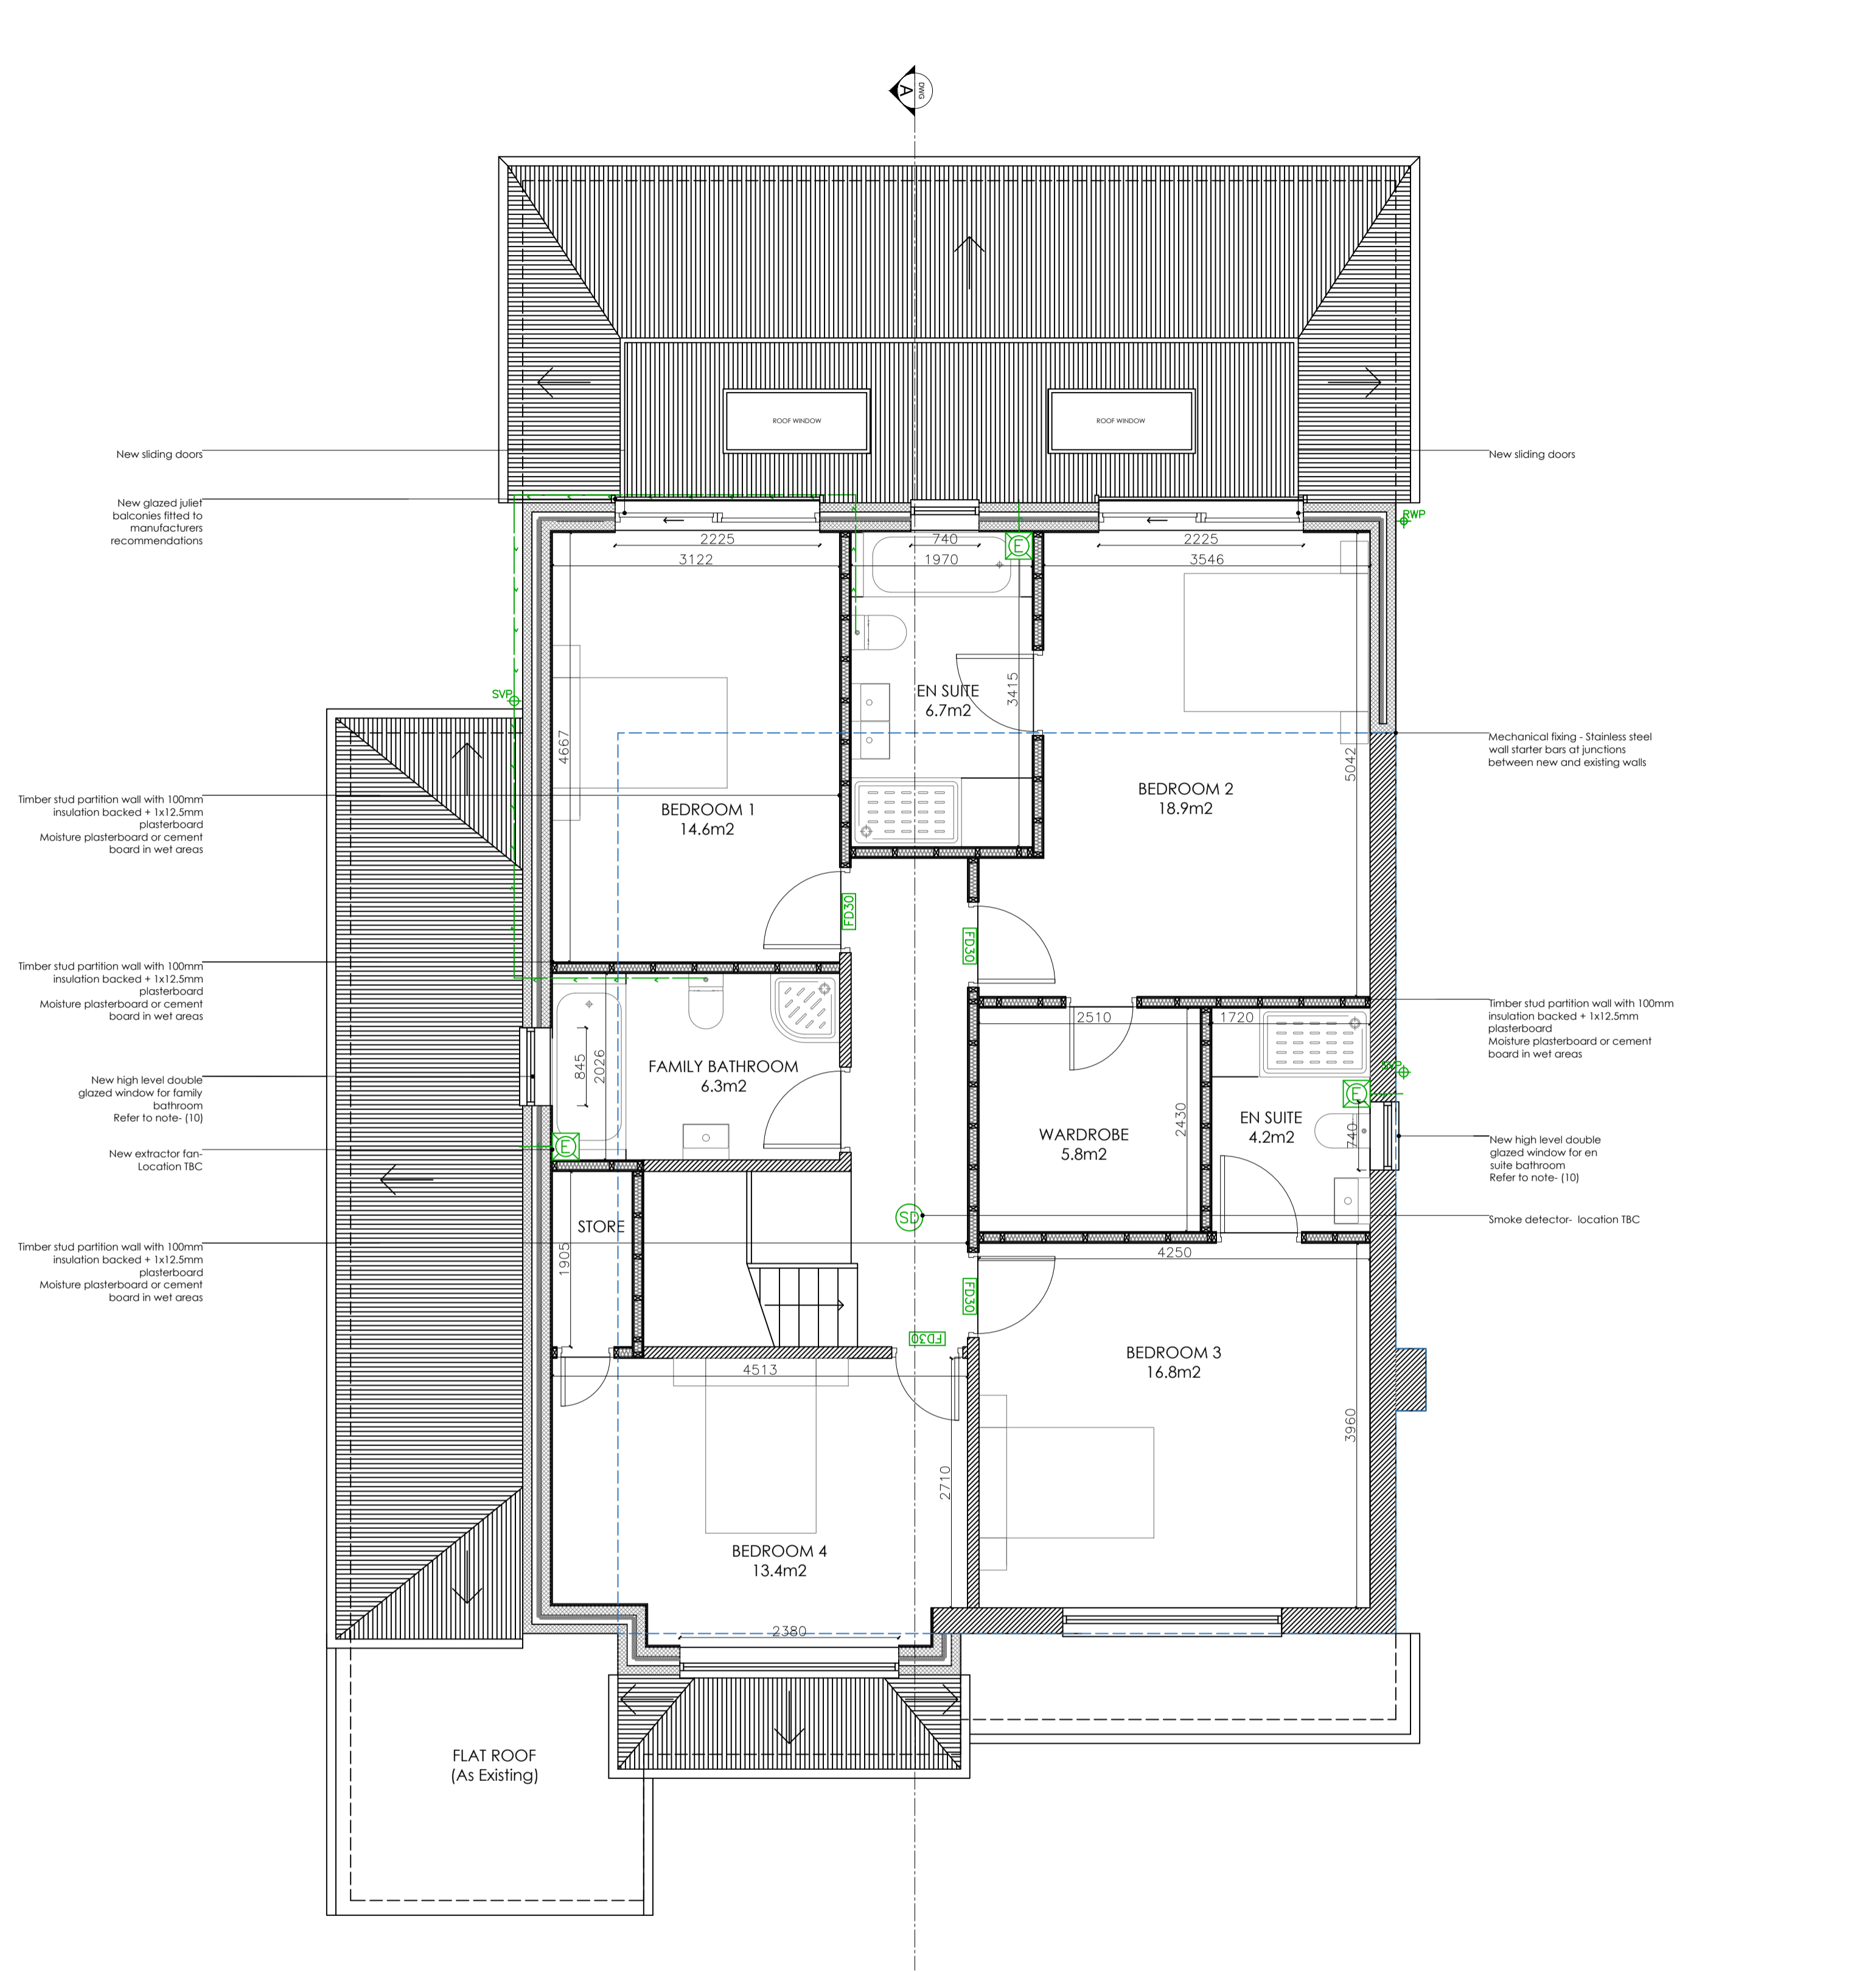 DWG
A
ROOF WINDOW
ROOF WINDOW
New sliding doors
New sliding doors
New glazed juliet
balconies fitted to
manufacturers
recommendations
RWP
2225
740
2225
3122
1970
3546
E
SVP
EN SUITE
6.7m2
3415
4667
5042
Mechanical fixing - Stainless steel
wall starter bars at junctions
between new and existing walls
BEDROOM 1
14.6m2
BEDROOM 2
18.9m2
Timber stud partition wall with 100mm
insulation backed + 1x12.5mm
plasterboard
Moisture plasterboard or cement
board in wet areas
FD30
FD30
Timber stud partition wall with 100mm
insulation backed + 1x12.5mm
plasterboard
Moisture plasterboard or cement
board in wet areas
Timber stud partition wall with 100mm
insulation backed + 1x12.5mm
plasterboard
Moisture plasterboard or cement
board in wet areas
2510
1720
845
2026
FAMILY BATHROOM
6.3m2
SVP
E
New high level double
glazed window for family
bathroom
Refer to note- (10)
WARDROBE
5.8m2
2430
EN SUITE
4.2m2
740
New high level double
glazed window for en
suite bathroom
Refer to note- (10)
E
New extractor fan-
Location TBC
STORE
1905
SD
Smoke detector- location TBC
Timber stud partition wall with 100mm
insulation backed + 1x12.5mm
plasterboard
Moisture plasterboard or cement
board in wet areas
4250
FD30
FD30
4513
BEDROOM 3
16.8m2
3960
2710
BEDROOM 4
13.4m2
2380
FLAT ROOF
(As Existing)